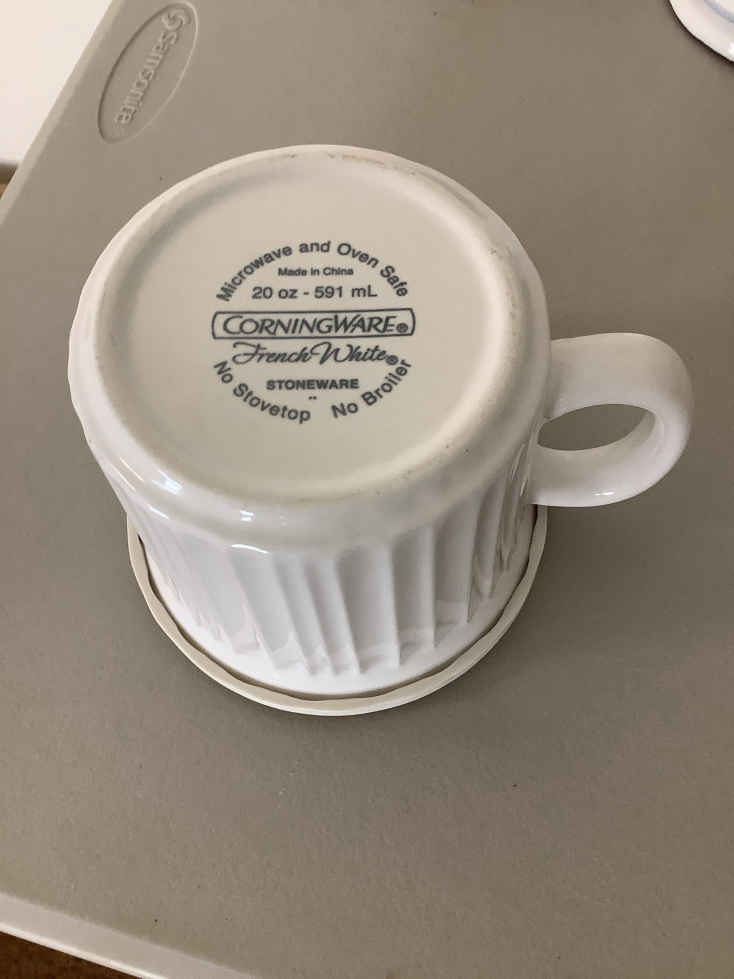 Samsonite
Microwave and Oven Safe
Made in China
20 oz - 591 mL
CORNINGWARE®
French White®
STONEWARE
No Stovetop No Broiler